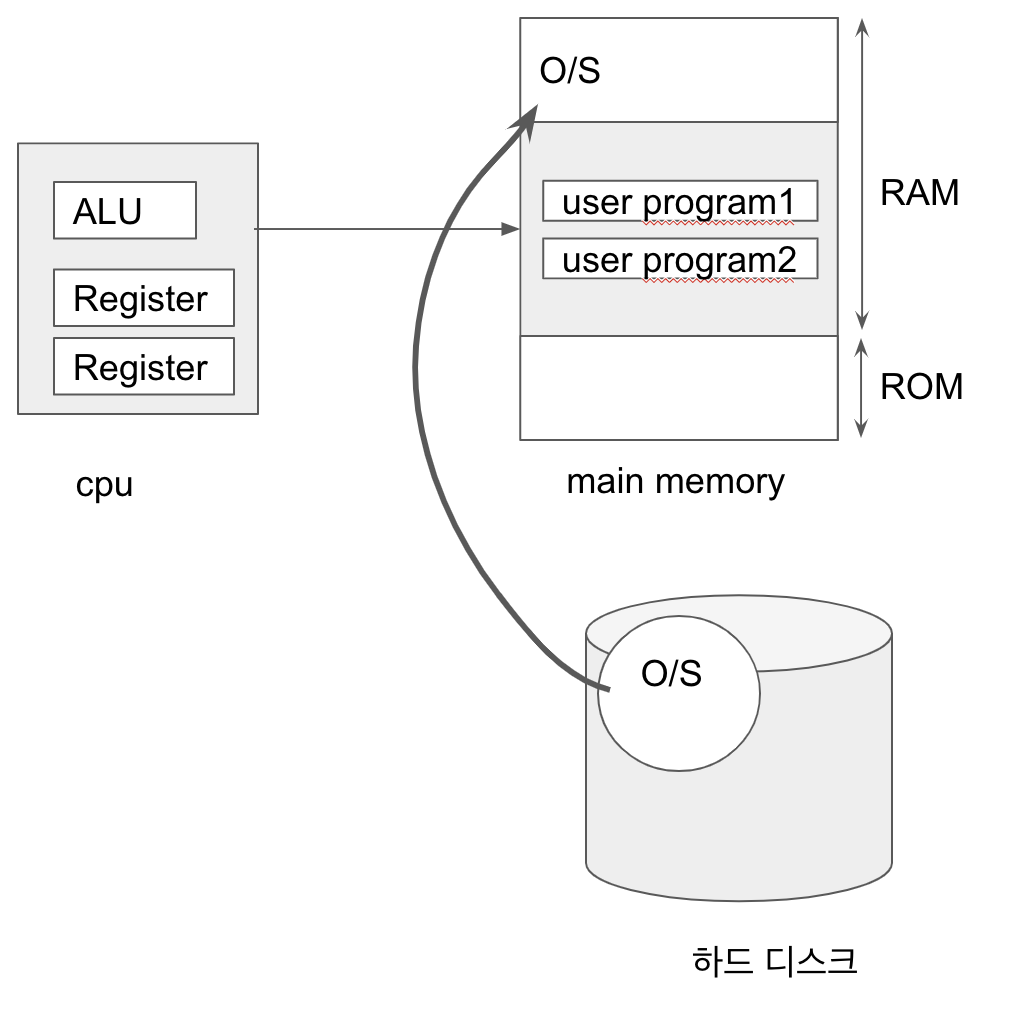 O/S
ALU
user program1
RAM
user program2
Register
Register
ROM
cpu
main memory
O/S
하드 디스크